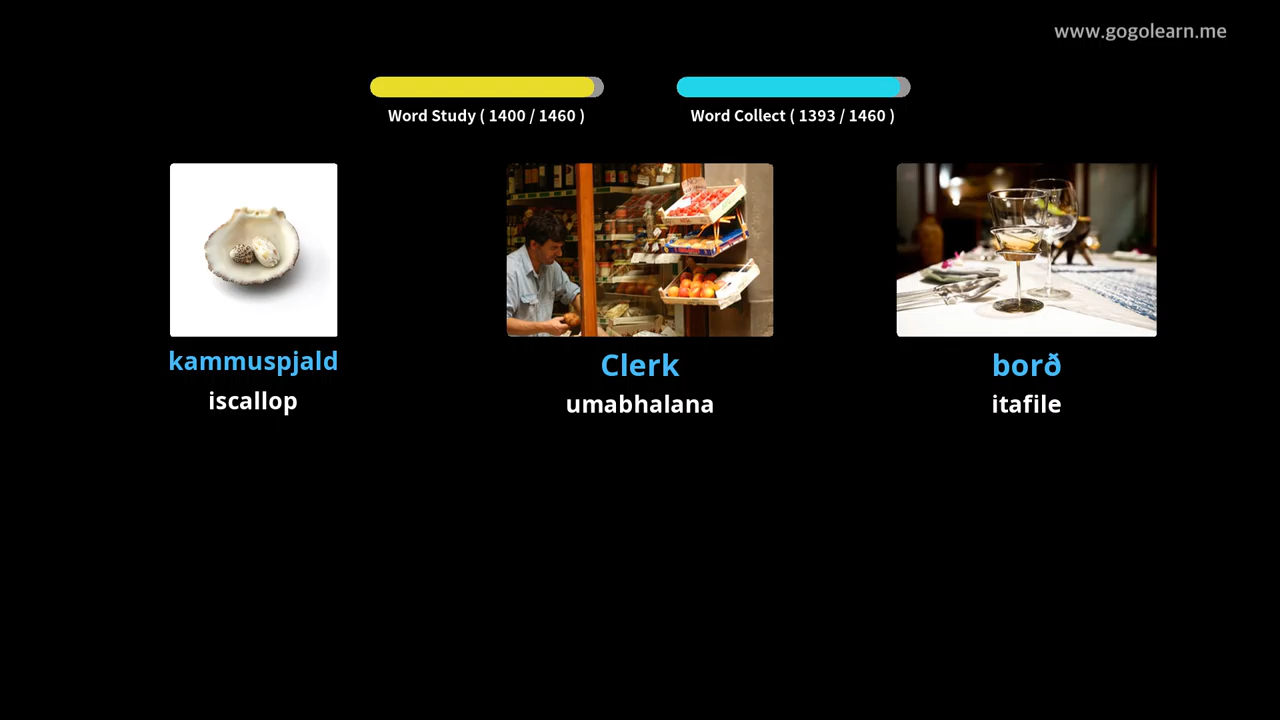 www.gogolearn.me
Word Study ( 1400 / 1460 )
Word Collect ( 1393 / 1460 )
kammuspjald
iscallop
Clerk
umabhalana
borð
itafile